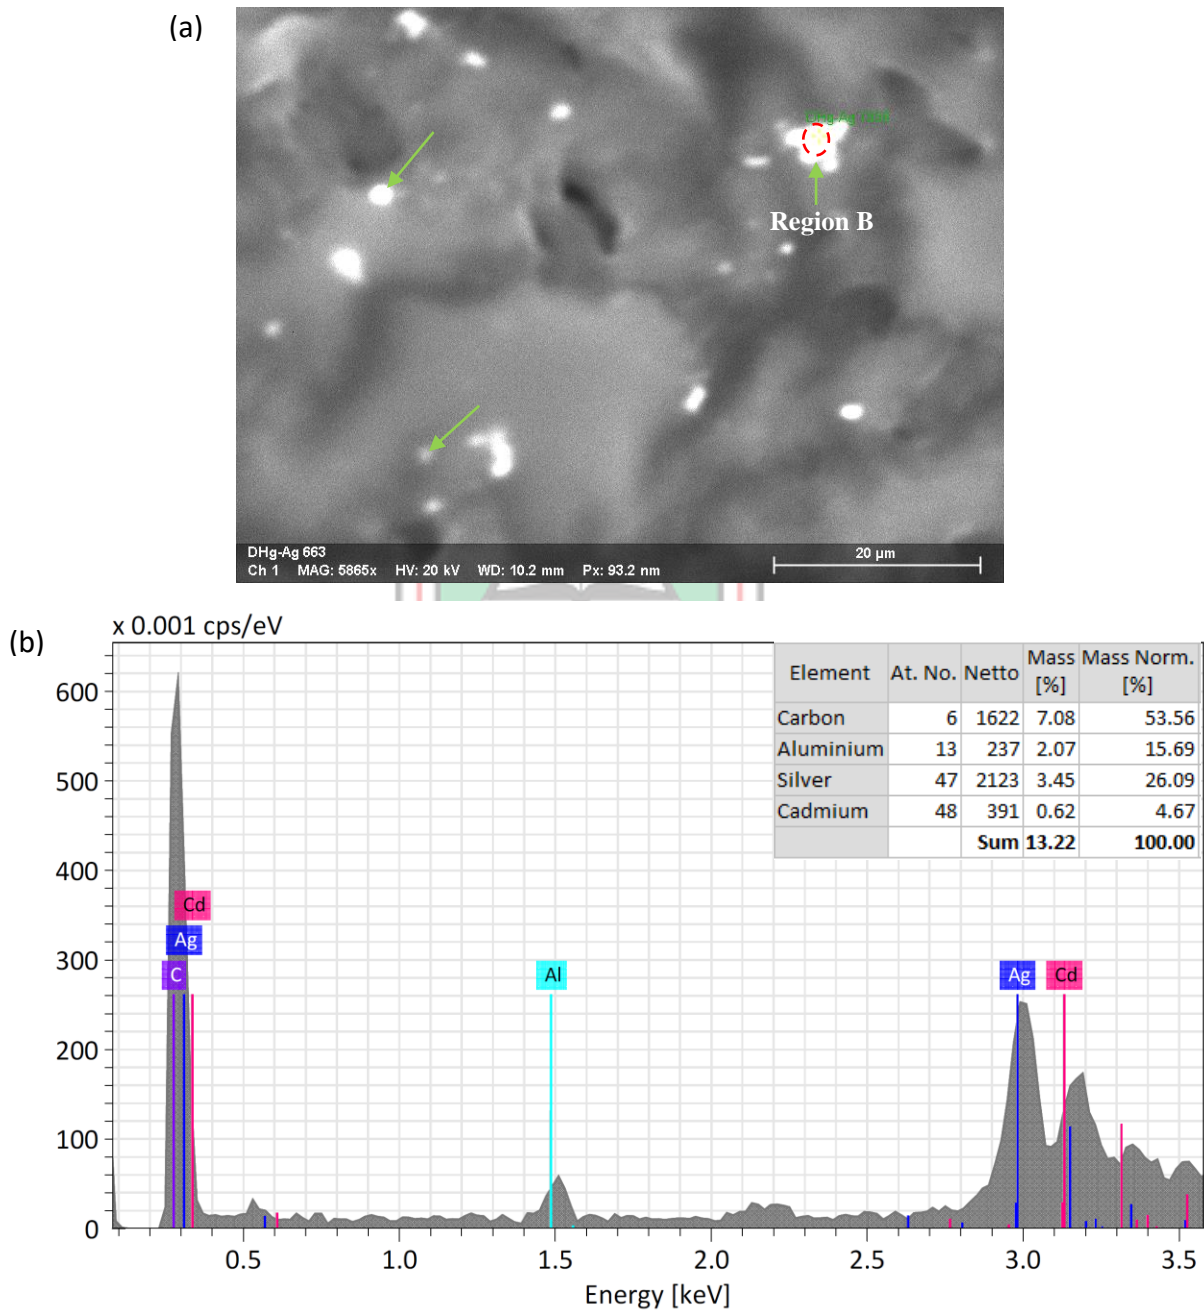 (a)
DHg-Ag
Region B
DHg-Ag 663
Ch 1 MAG: 5865x HV: 20 kV WD: 10.2 mm Px: 93.2 nm
20 µm
(b)
x 0.001 cps/eV
Element At. No. Netto Mass [%] Mass Norm. [%]
Carbon 6 1622 7.08 53.56
Aluminium 13 237 2.07 15.69
Silver 47 2123 3.45 26.09
Cadmium 48 391 0.62 4.67
Sum 13.22 100.00
600
500
400
300
200
100
0
Cd
Ag
C
Al
Ag
Cd
0.5 1.0 1.5 2.0 2.5 3.0 3.5
Energy [keV]